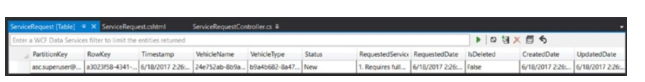 ServiceRequest [Table] ServiceRequest.cshtml ServiceRequestController.cs
Enter a WCF Data Services filter to limit the entities returned
PartitionKey RowKey Timestamp VehicleName VehicleType Status RequestedServices RequestedDate IsDeleted CreatedDate UpdatedDate
asc.superuser@... a3023f58-4341-... 6/18/2017 2:26:... 24e752ab-8b9a... b9a4b682-8a47... New 1. Requires full... 6/18/2017 2:26:... False 6/18/2017 2:26:... 6/18/2017 2:26:...